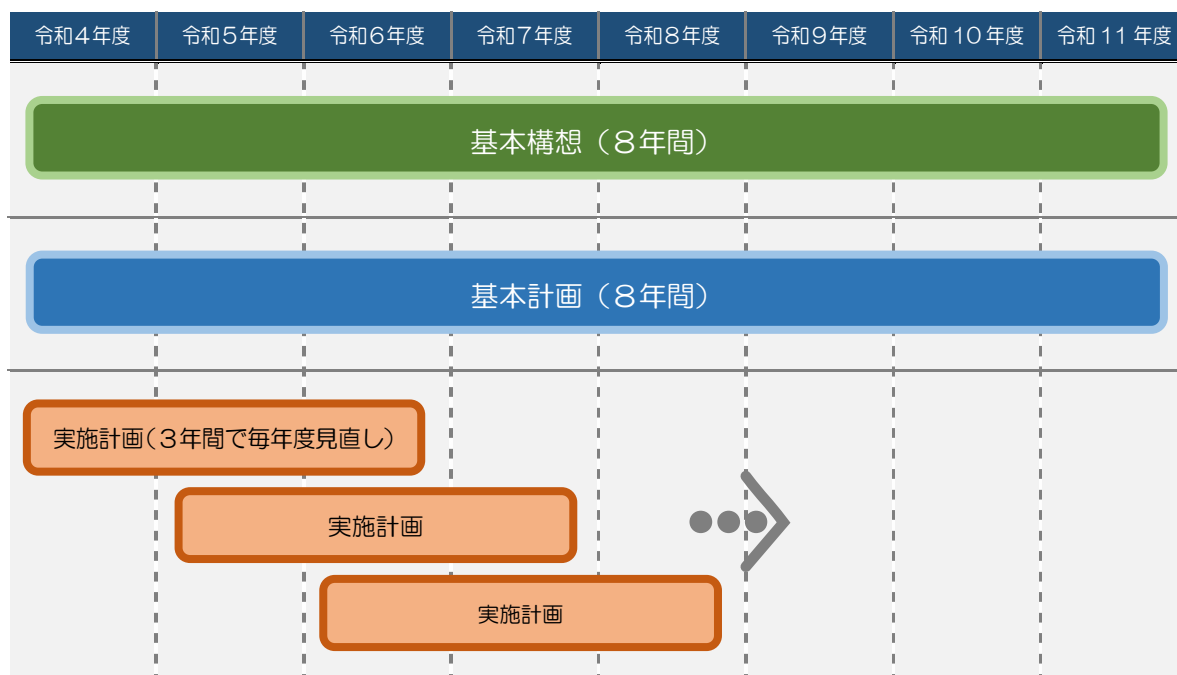 令和4年度 令和5年度 令和6年度 令和7年度 令和8年度 令和9年度 令和10年度 令和11年度
基本構想（８年間）
基本計画（８年間）
実施計画（３年間で毎年度見直し）
実施計画
実施計画